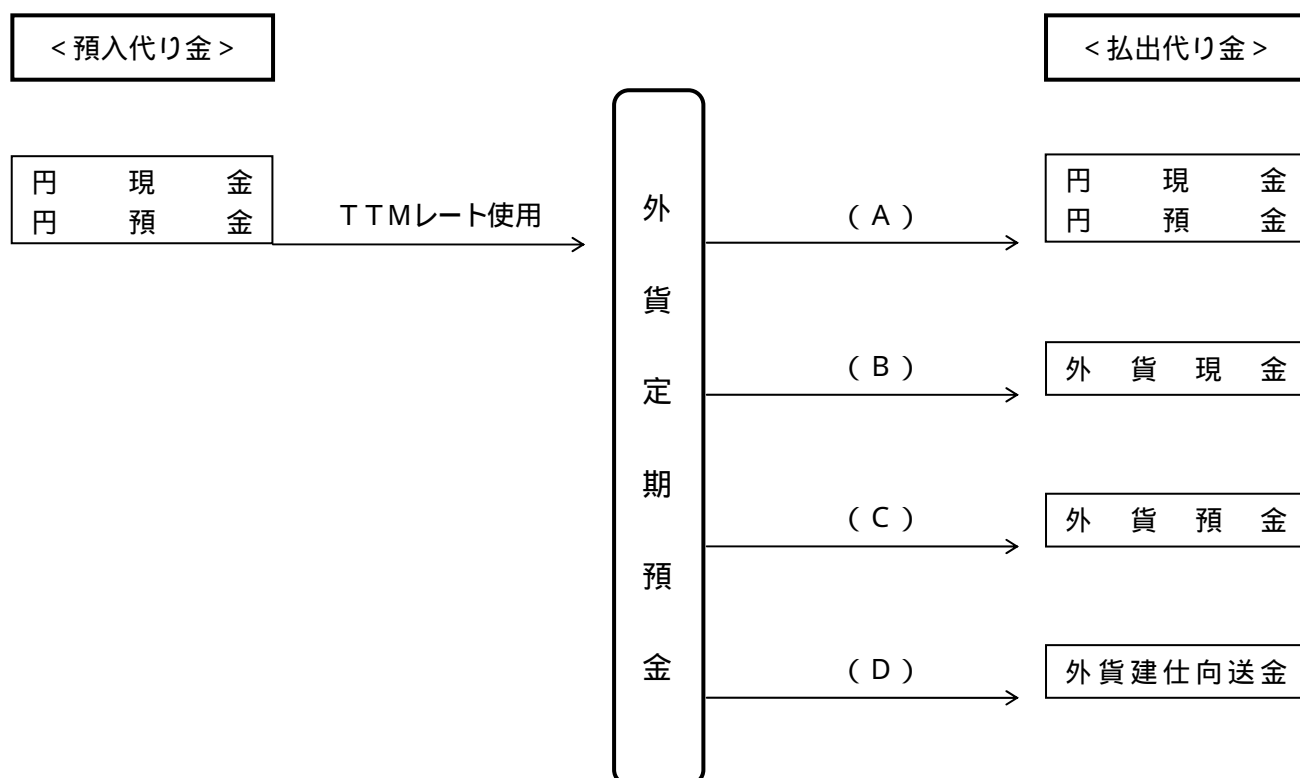 <預入代り金>
<払出代り金>
円現金
円預金
TTMレート使用
外貨定期預金
(A)
円現金
円預金
(B)
外貨現金
(C)
外貨預金
(D)
外貨建仕向送金